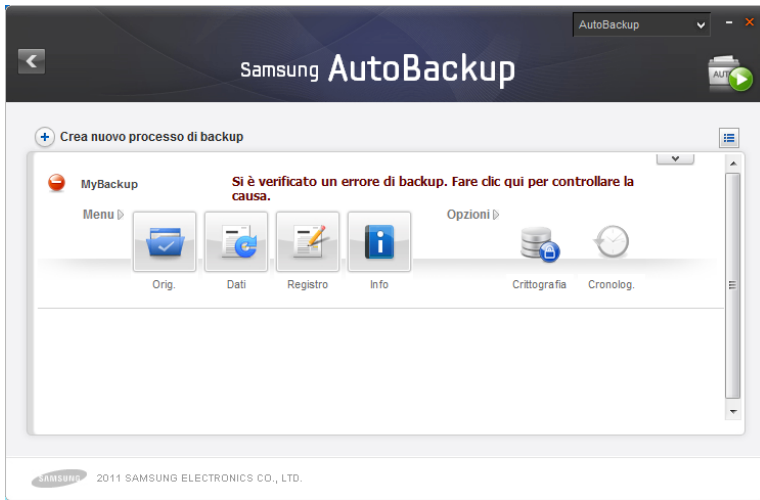 AutoBackup
Samsung AutoBackup
AUT
Crea nuovo processo di backup
MyBackup
Si è verificato un errore di backup. Fare clic qui per controllare la
causa.
Menu
Opzioni
Orig.
Dati
Registro
Info
Crittografia
Cronolog.
SAMSUNG
2011 SAMSUNG ELECTRONICS CO., LTD.